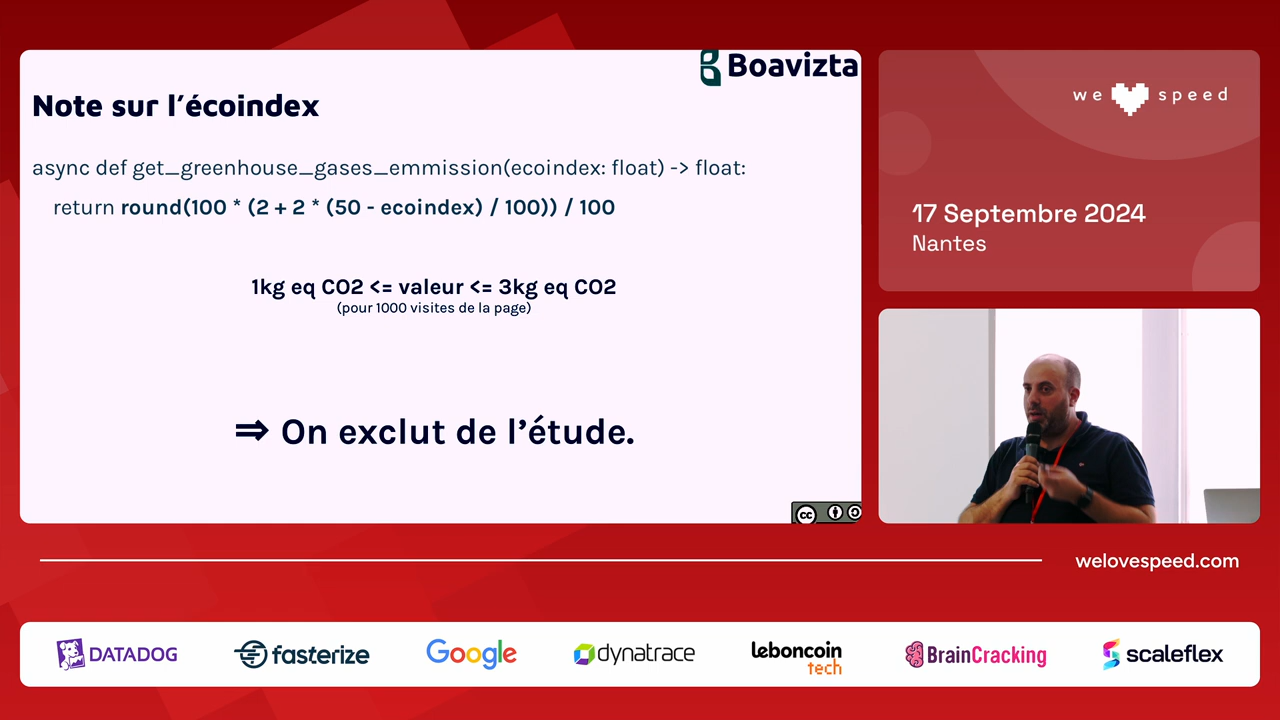 Boavizta
Note sur l'écoindex
async def get_greenhouse_gases_emmission(ecoindex: float) -> float:
return round(100 * (2 + 2 * (50 - ecoindex) / 100)) / 100
1kg eq CO2 <= valeur <= 3kg eq CO2
(pour 1000 visites de la page)
⇒ On exclut de l’étude.
cc
we speed
17 Septembre 2024
Nantes
welovespeed.com
DATADOG
fasterize
Google
dynatrace
leboncoin
tech
BrainCracking
scaleflex